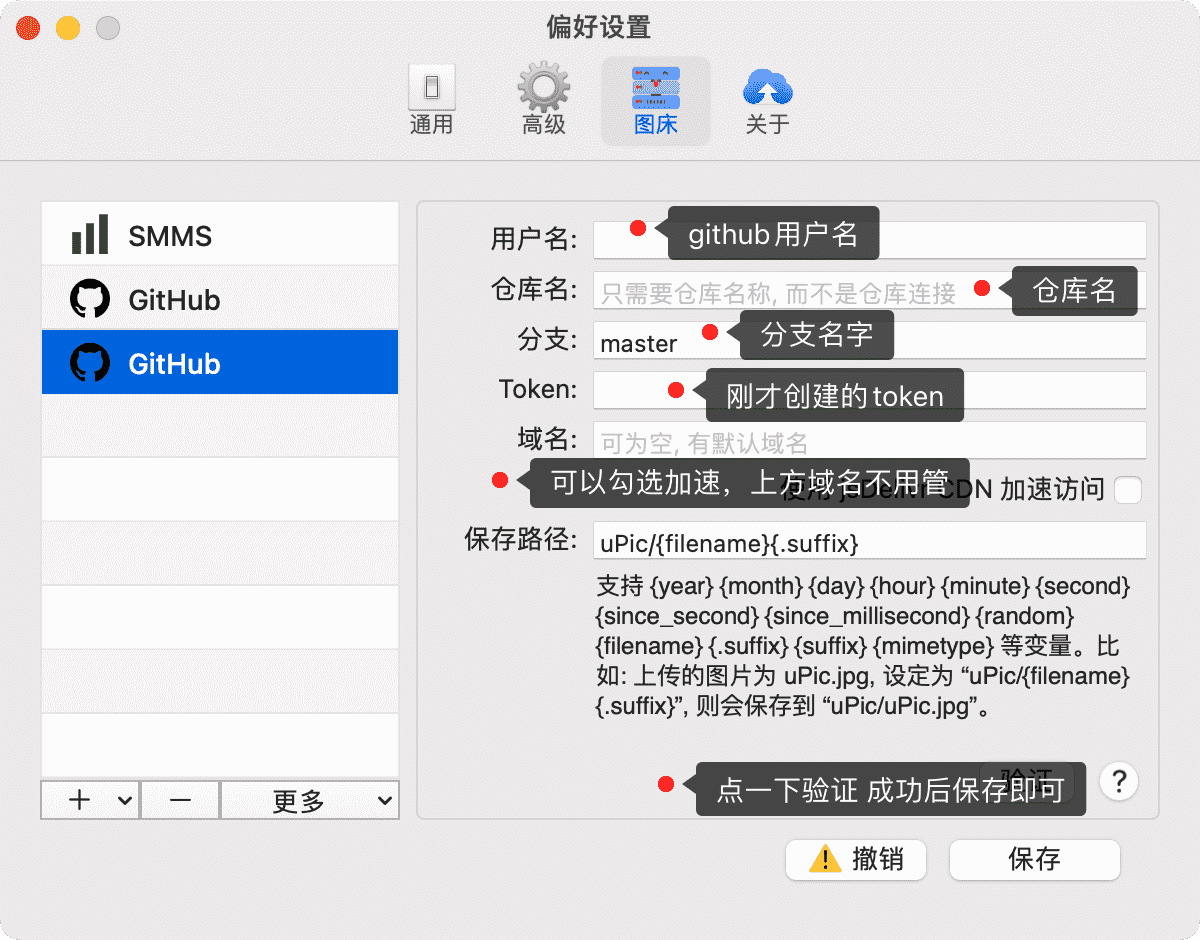 偏好设置
通用
高级
图床
关于
SMMS
GitHub
GitHub
用户名:
github用户名
仓库名:
只需要仓库名称, 而不是仓库连接
仓库名
分支:
master
分支名字
Token:
刚才创建的token
域名:
可为空, 有默认域名
可以勾选加速，上方域名不用管
CDN 加速访问
保存路径:
uPic/{filename}{.suffix}
支持 {year} {month} {day} {hour} {minute} {second}
{since_second} {since_millisecond} {random}
{filename} {.suffix} {suffix} {mimetype} 等变量。比
如: 上传的图片为 uPic.jpg, 设定为 “uPic/{filename}
{.suffix}”, 则会保存到 “uPic/uPic.jpg”。
验证
点一下验证 成功后保存即可
?
更多
撤销
保存